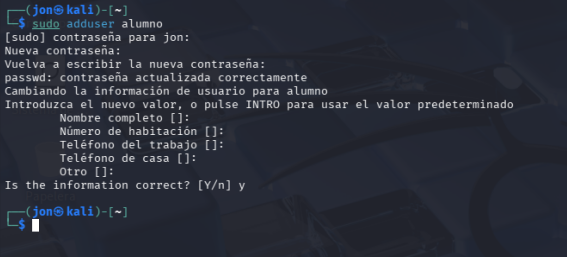 ┌──(jon㉿kali)-[~]
└─$ sudo adduser alumno
[sudo] contraseña para jon:
Nueva contraseña:
Vuelva a escribir la nueva contraseña:
passwd: contraseña actualizada correctamente
Cambiando la información de usuario para alumno
Introduzca el nuevo valor, o pulse INTRO para usar el valor predeterminado
        Nombre completo []:
        Número de habitación []:
        Teléfono del trabajo []:
        Teléfono de casa []:
        Otro []:
Is the information correct? [Y/n] y
┌──(jon㉿kali)-[~]
└─$